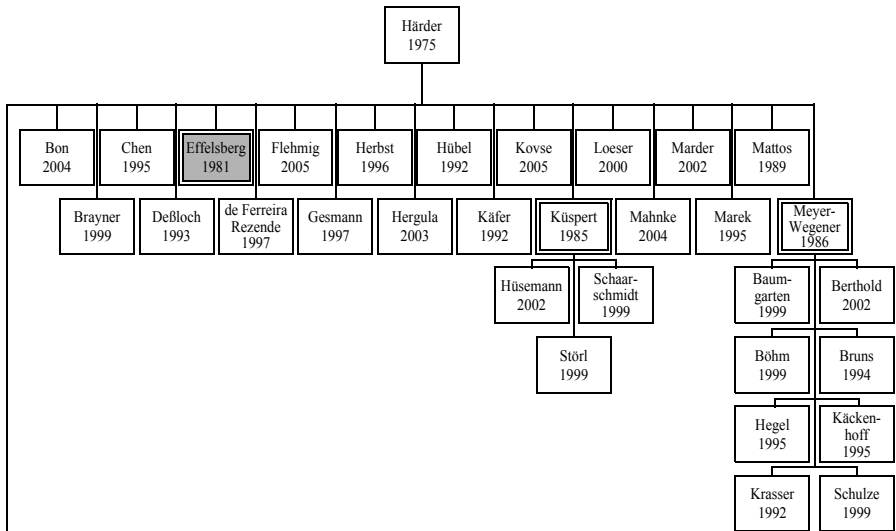 Härder
1975
Bon
2004
Chen
1995
Effelsberg
1981
Flehmig
2005
Herbst
1996
Hübel
1992
Kovse
2005
Loeser
2000
Marder
2002
Mattos
1989
Brayner
1999
Deßloch
1993
de Ferreira
Rezende
1997
Gesmann
1997
Hergula
2003
Käfer
1992
Küspert
1985
Mahnke
2004
Marek
1995
Meyer-
Wegener
1986
Hüsemann
2002
Schaar-
schmidt
1999
Baum-
garten
1999
Berthold
2002
Störl
1999
Böhm
1999
Bruns
1994
Hegel
1995
Käcken-
hoff
1995
Krasser
1992
Schulze
1999